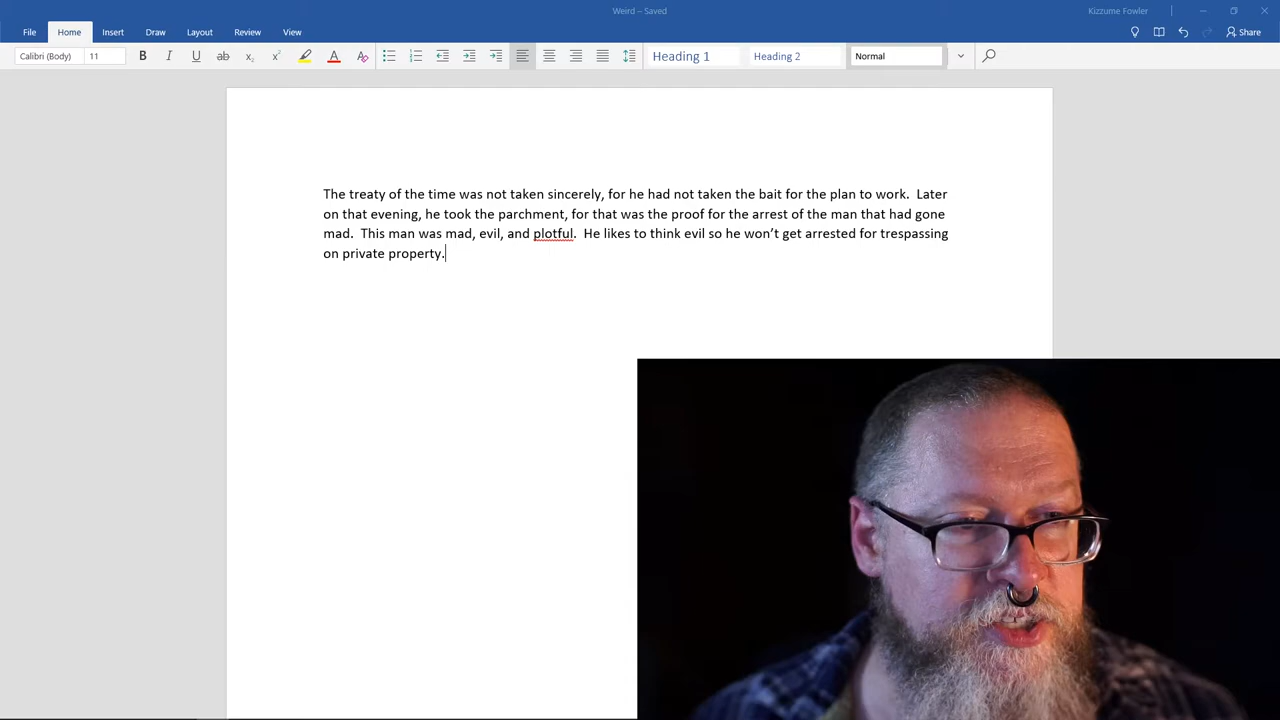 Weird – Saved
Kizzume Fowler
File Home Insert Draw Layout Review View
Share
Calibri (Body) 11 B I U ab x₂ x² A A Heading 1 Heading 2 Normal
The treaty of the time was not taken sincerely, for he had not taken the bait for the plan to work.  Later
on that evening, he took the parchment, for that was the proof for the arrest of the man that had gone
mad.  This man was mad, evil, and plotful.  He likes to think evil so he won’t get arrested for trespassing
on private property.